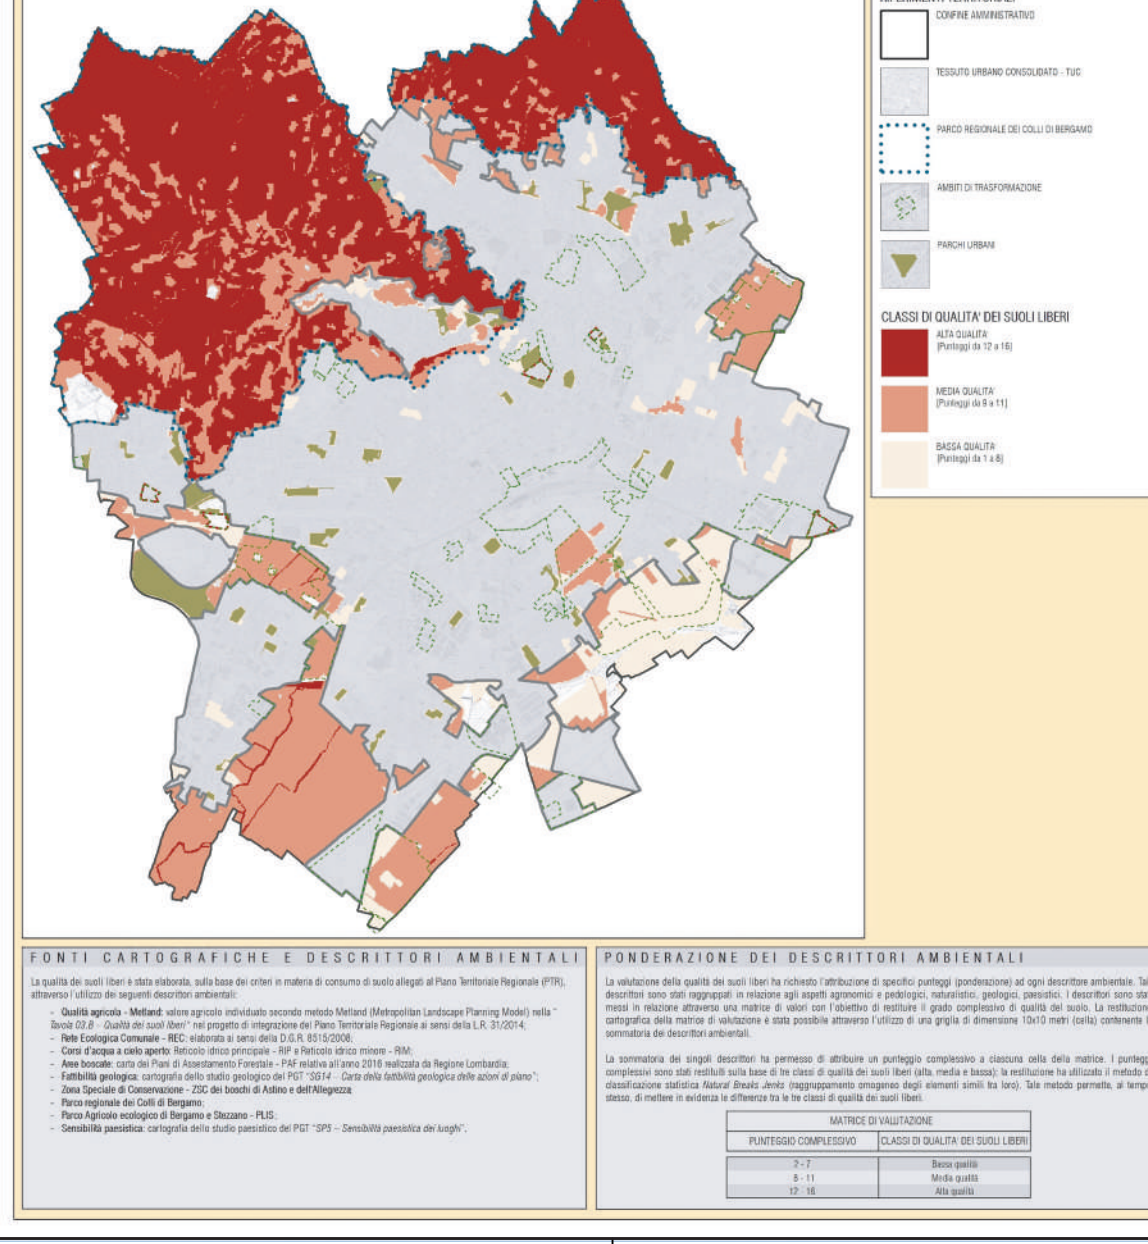 RIFERIMENTI TERRITORIALI
CONFINE AMMINISTRATIVO
TESSUTO URBANO CONSOLIDATO - TUC
PARCO REGIONALE DEI COLLI DI BERGAMO
AMBITI DI TRASFORMAZIONE
PARCHI URBANI
CLASSI DI QUALITA' DEI SUOLI LIBERI
ALTA QUALITA'
(Punteggi da 12 a 16)
MEDIA QUALITA'
(Punteggi da 9 a 11)
BASSA QUALITA'
(Punteggi da 1 a 8)
FONTI CARTOGRAFICHE E DESCRITTORI AMBIENTALI
La qualità dei suoli liberi è stata elaborata, sulla base dei criteri in materia di consumo di suolo allegati al Piano Territoriale Regionale (PTR),
attraverso l'utilizzo dei seguenti descrittori ambientali:
- Qualità agricola - Metland: valore agricolo individuato secondo metodo Metland (Metropolitan Landscape Planning Model) nella "
Tavola 03.B – Qualità dei suoli liberi" nel progetto di integrazione del Piano Territoriale Regionale ai sensi della L.R. 31/2014;
- Rete Ecologica Comunale - REC: elaborata ai sensi della D.G.R. 8515/2008;
- Corsi d'acqua a cielo aperto: Reticolo idrico principale - RIP e Reticolo idrico minore - RIM;
- Aree boscate: carta dei Piani di Assestamento Forestale - PAF relativa all'anno 2016 realizzata da Regione Lombardia;
- Fattibilità geologica: cartografia dello studio geologico del PGT "SG14 – Carta della fattibilità geologica delle azioni di piano";
- Zona Speciale di Conservazione - ZSC dei boschi di Astino e dell'Allegrezza;
- Parco regionale dei Colli di Bergamo;
- Parco Agricolo ecologico di Bergamo e Stezzano - PLIS;
- Sensibilità paesistica: cartografia dello studio paesistico del PGT "SP5 – Sensibilità paesistica dei luoghi".
PONDERAZIONE DEI DESCRITTORI AMBIENTALI
La valutazione della qualità dei suoli liberi ha richiesto l'attribuzione di specifici punteggi (ponderazione) ad ogni descrittore ambientale. Tali
descrittori sono stati raggruppati in relazione agli aspetti agronomici e pedologici, naturalistici, geologici, paesistici. I descrittori sono stat
messi in relazione attraverso una matrice di valori con l'obiettivo di restituire il grado complessivo di qualità del suolo. La restituzione
cartografica della matrice di valutazione è stata possibile attraverso l'utilizzo di una griglia di dimensione 10x10 metri (cella) contenente l
sommatoria dei descrittori ambientali.
La sommatoria dei singoli descrittori ha permesso di attribuire un punteggio complessivo a ciascuna cella della matrice. I punteggi
complessivi sono stati restituiti sulla base di tre classi di qualità dei suoli liberi (alta, media e bassa); la restituzione ha utilizzato il metodo d
classificazione statistica Natural Breaks Jenks (raggruppamento omogeneo degli elementi simili tra loro). Tale metodo permette, al tempo
stesso, di mettere in evidenza le differenze tra le tre classi di qualità dei suoli liberi.
MATRICE DI VALUTAZIONE
PUNTEGGIO COMPLESSIVO CLASSI DI QUALITA' DEI SUOLI LIBERI
2 - 7 Bassa qualità
8 - 11 Media qualità
12 - 16 Alta qualità